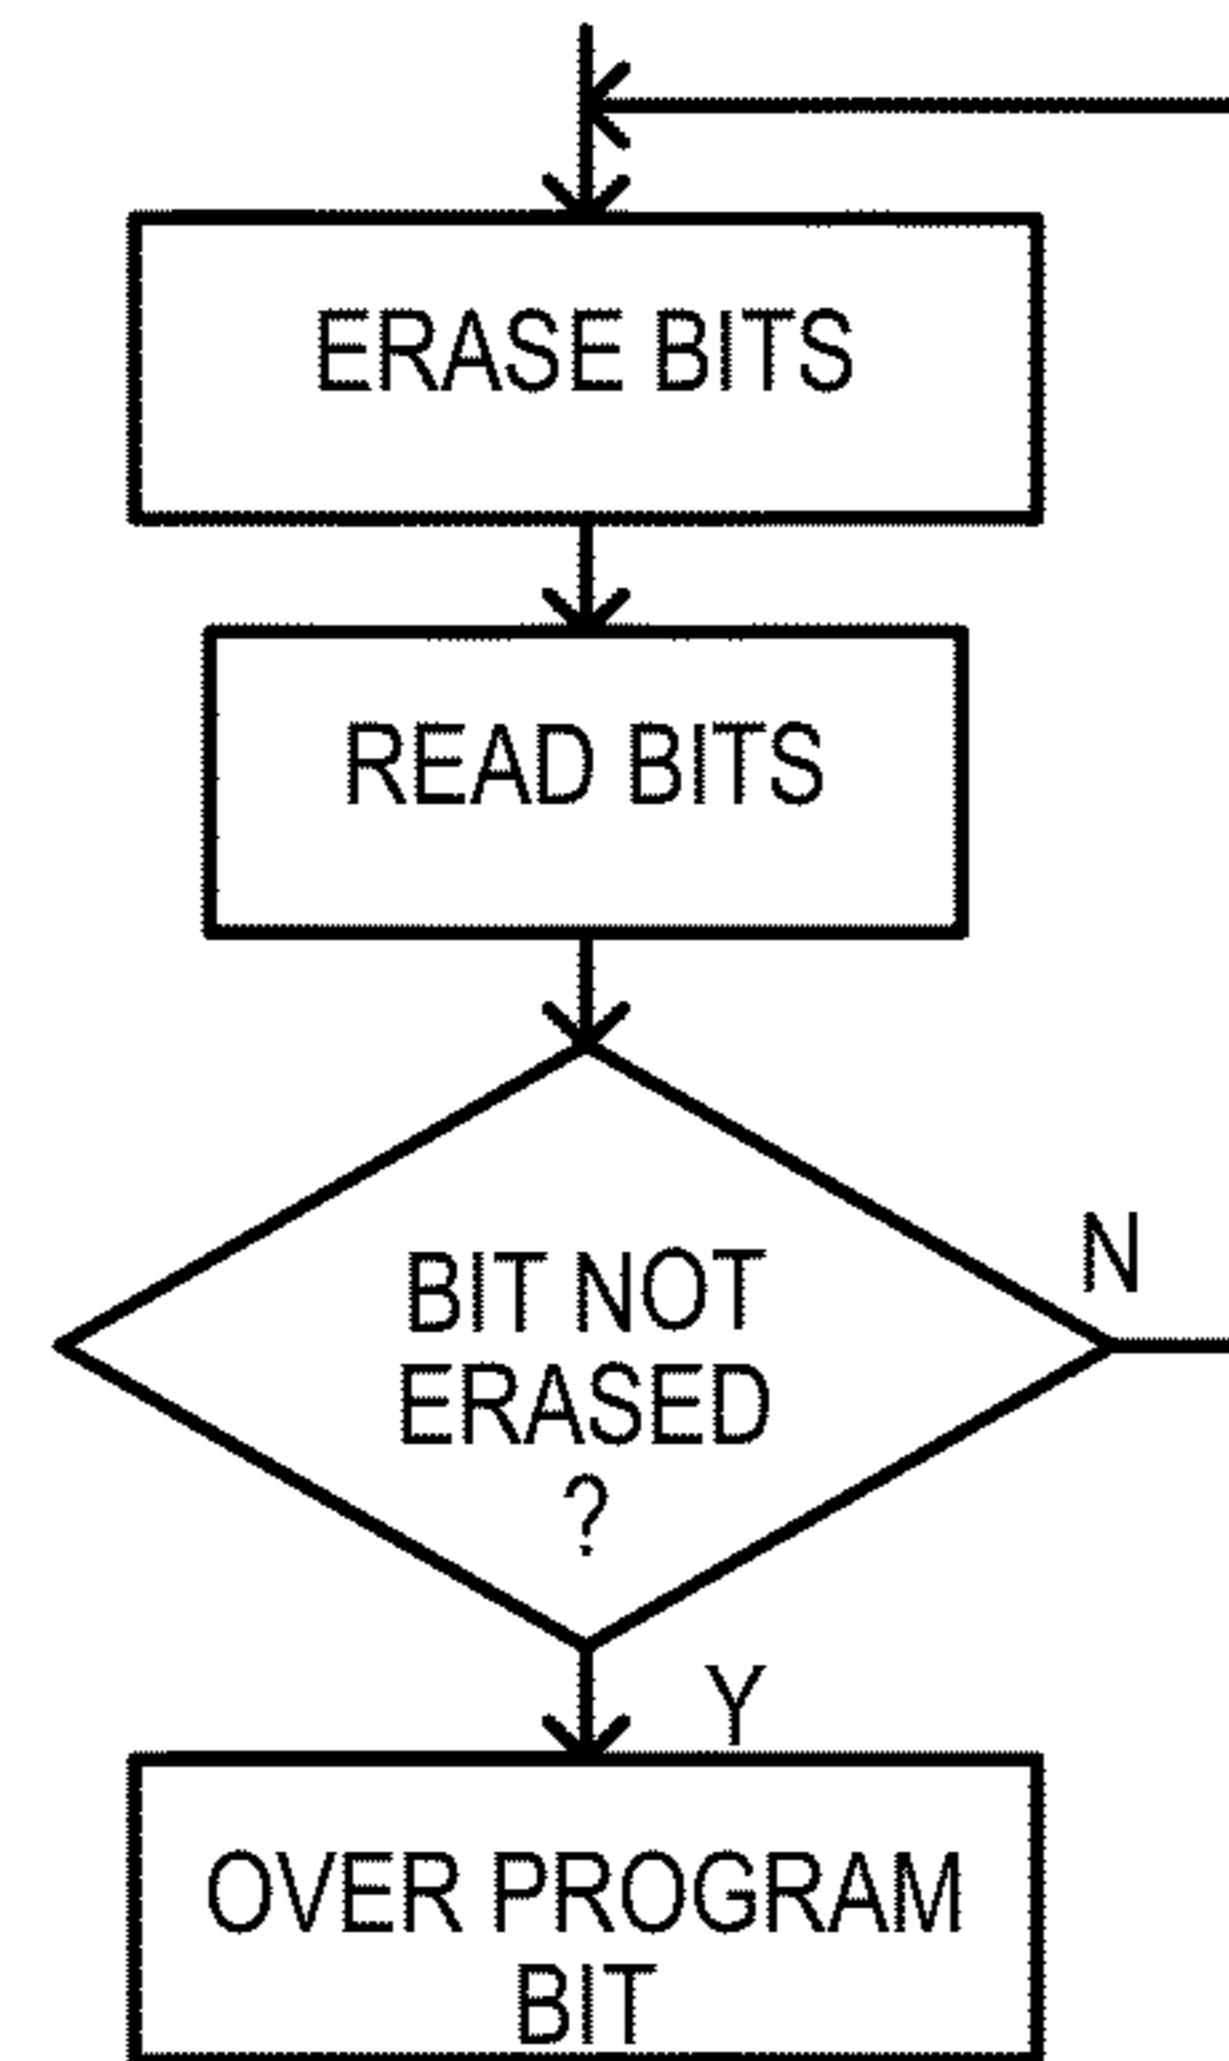 ERASE BITS
READ BITS
N
BIT NOT
ERASED
?
Y
OVER PROGRAM
BIT